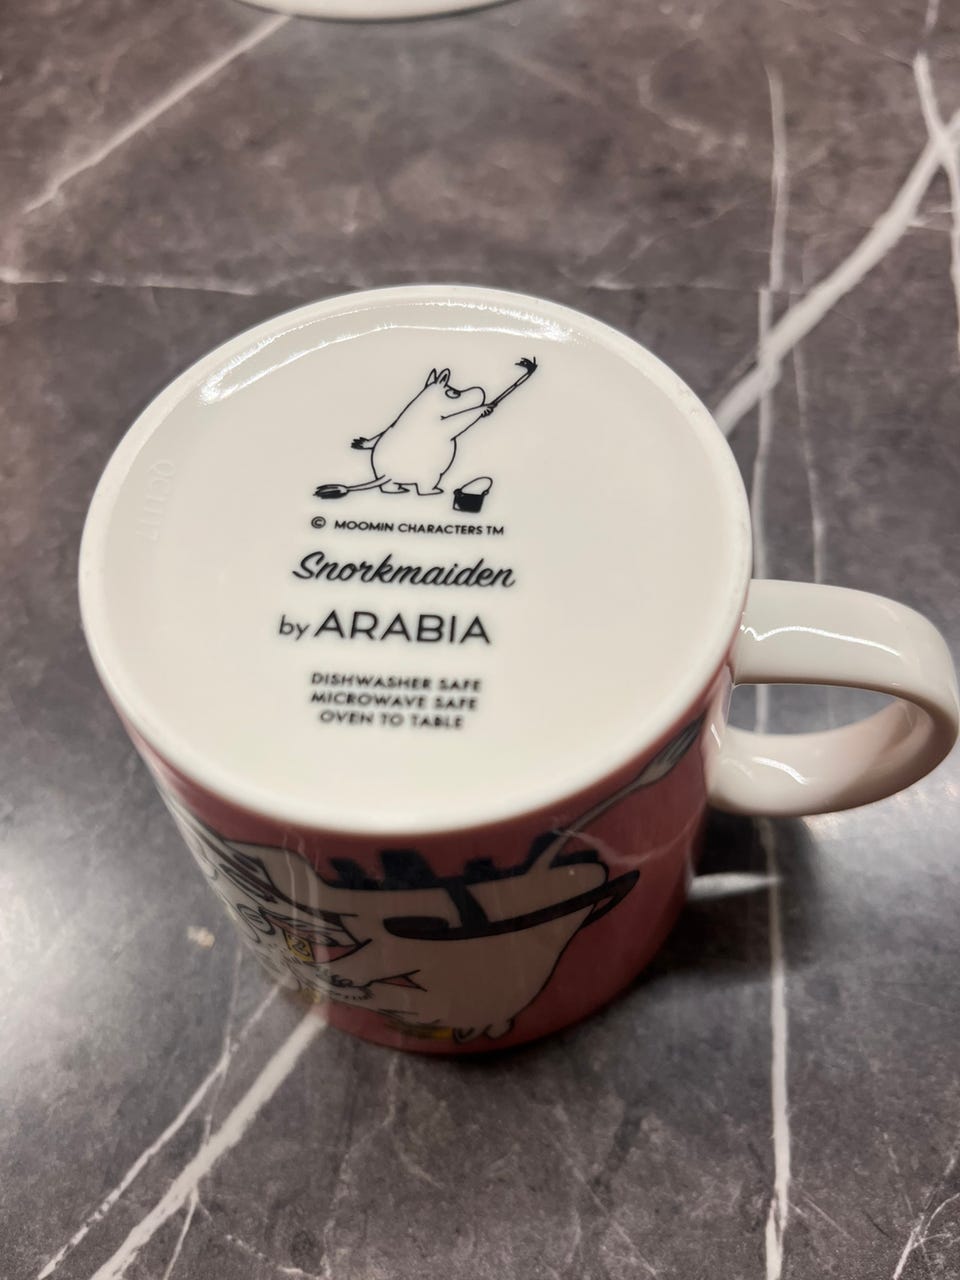 © MOOMIN CHARACTERS TM
Snorkmaiden
by ARABIA
DISHWASHER SAFE
MICROWAVE SAFE
OVEN TO TABLE